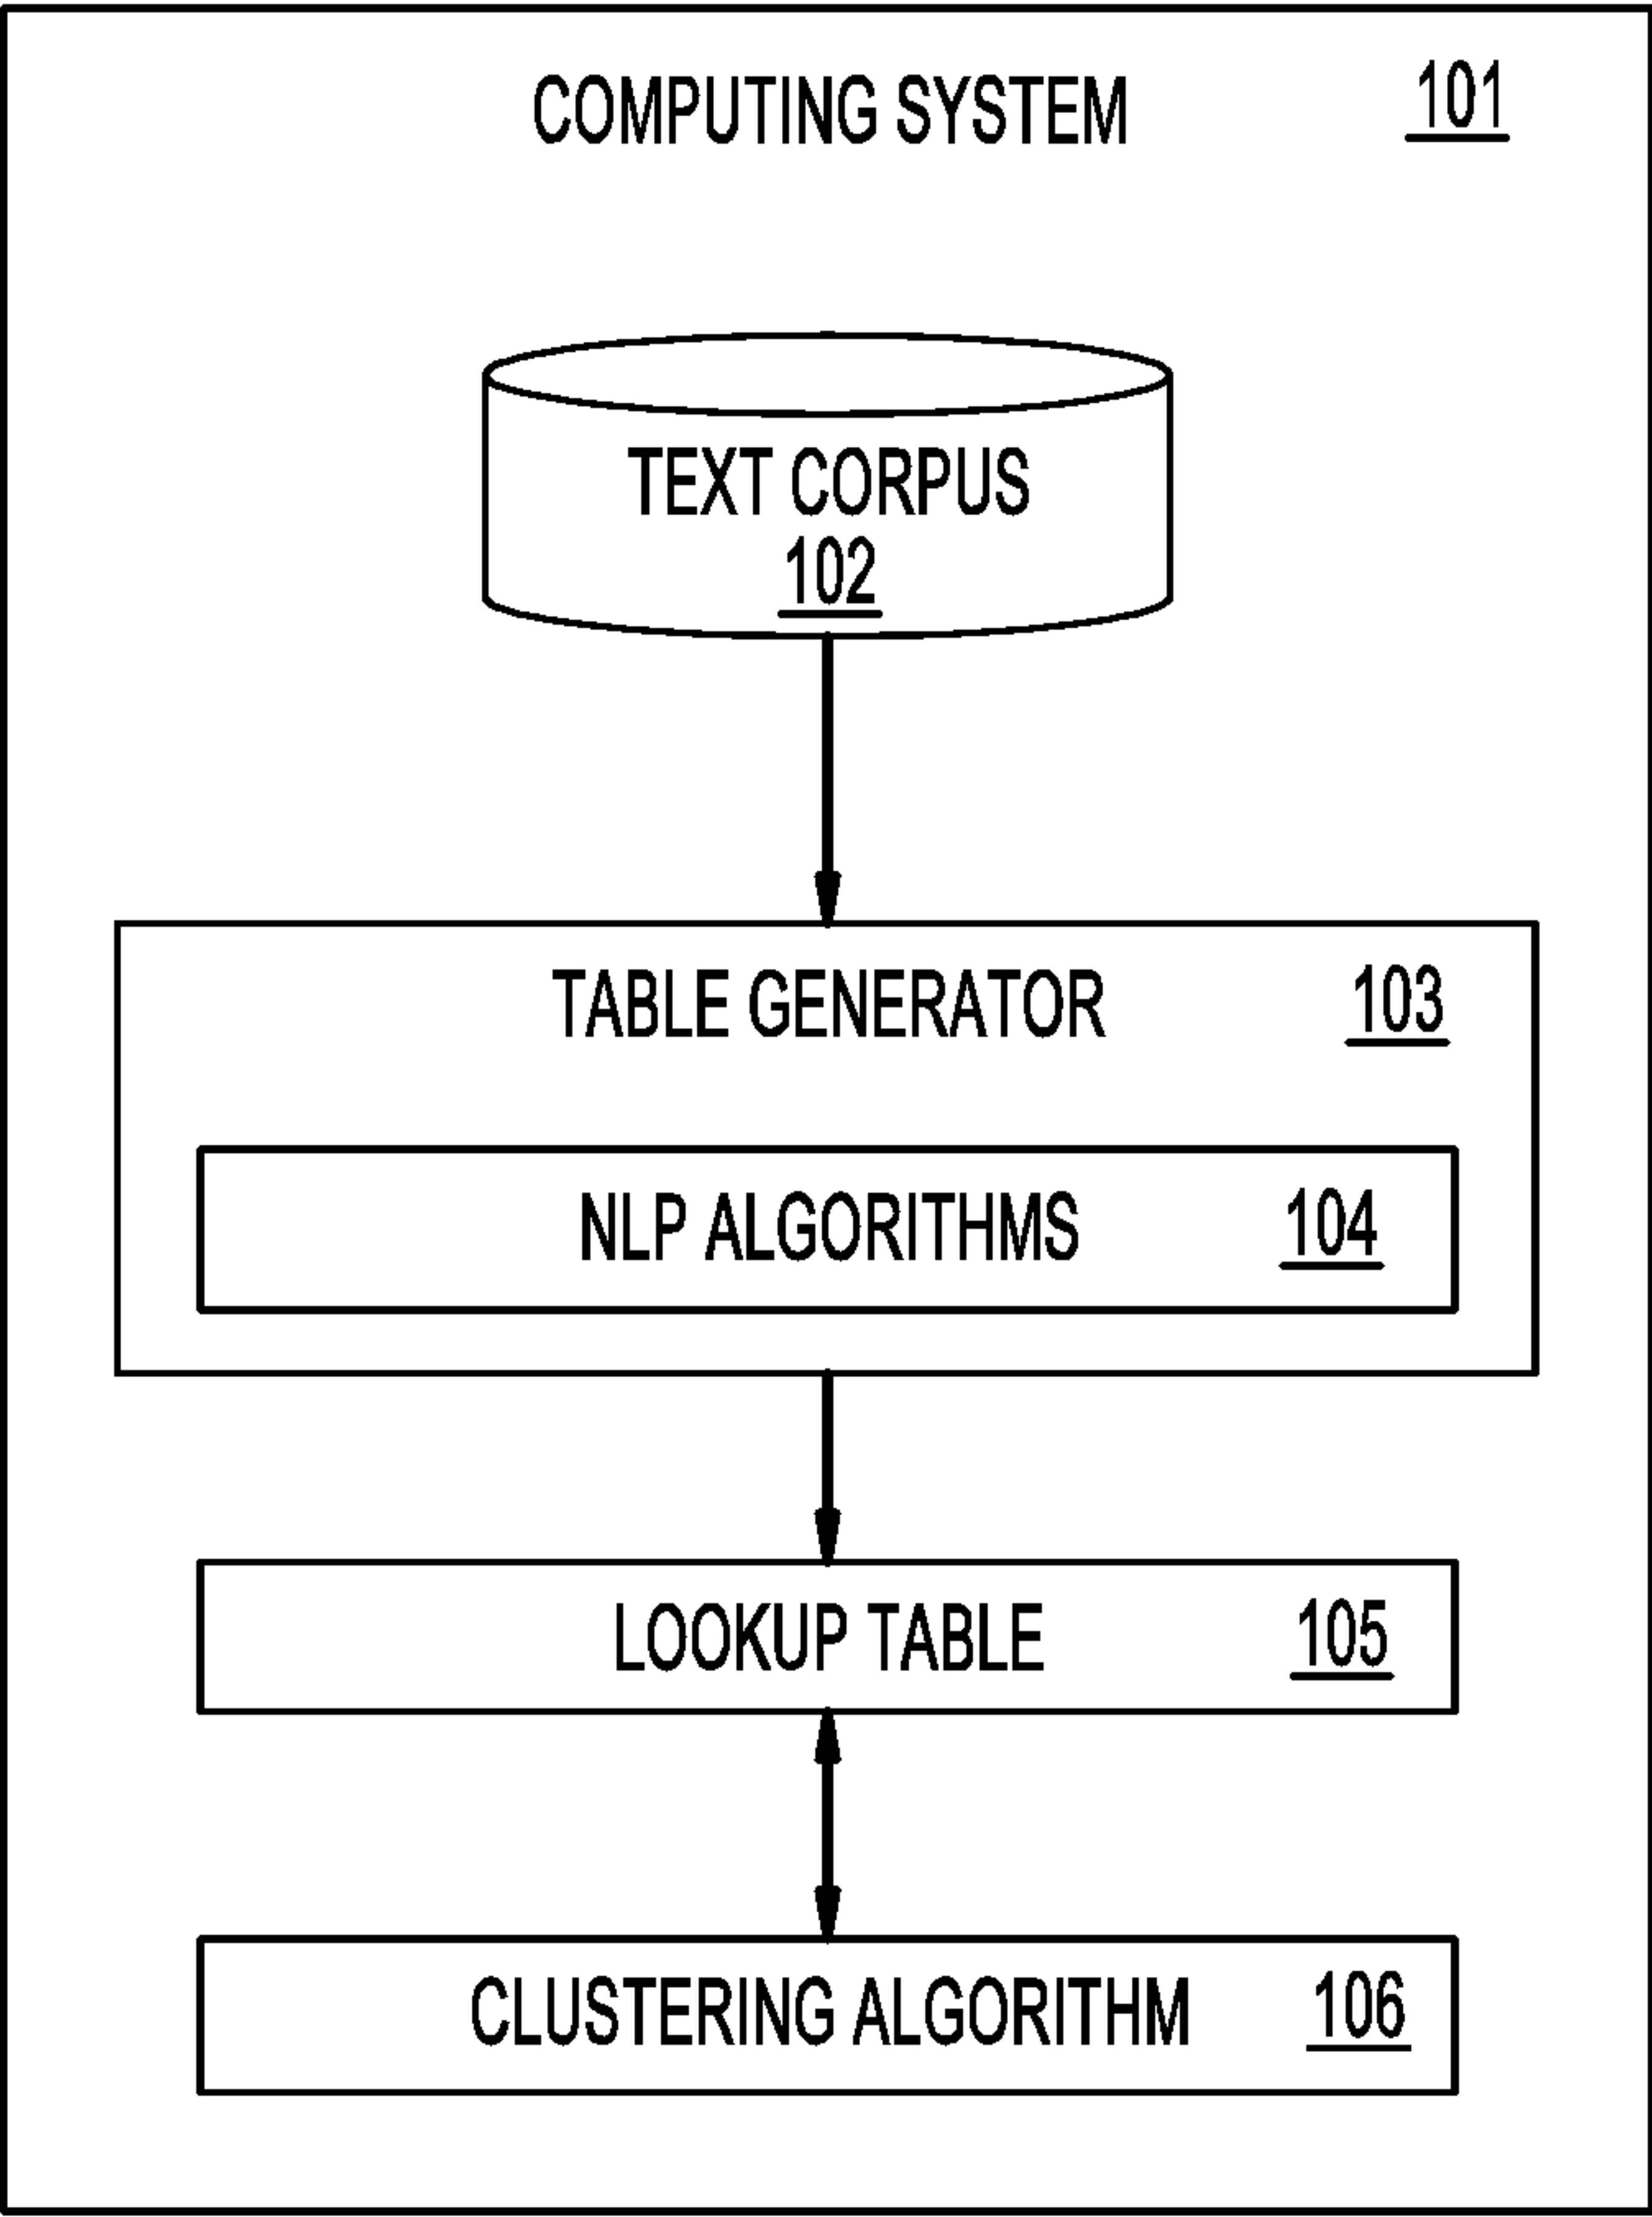 COMPUTING SYSTEM 101
TEXT CORPUS
102
TABLE GENERATOR 103
NLP ALGORITHMS 104
LOOKUP TABLE 105
CLUSTERING ALGORITHM 106